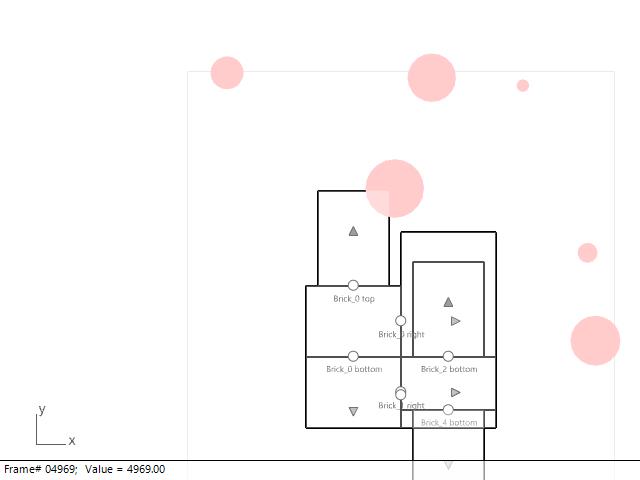 Brick_0 top
Brick_0 right
Brick_0 bottom
Brick_2 bottom
Brick_1 right
Brick_4 bottom
y
x
Frame# 04969;  Value = 4969.00